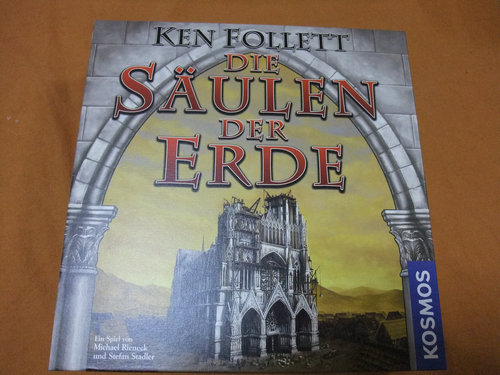 KEN FOLLETT
DIE
SÄULEN
DER
ERDE
Ein Spiel von
Michael Rieneck
und Stefan Stadler
KOSMOS